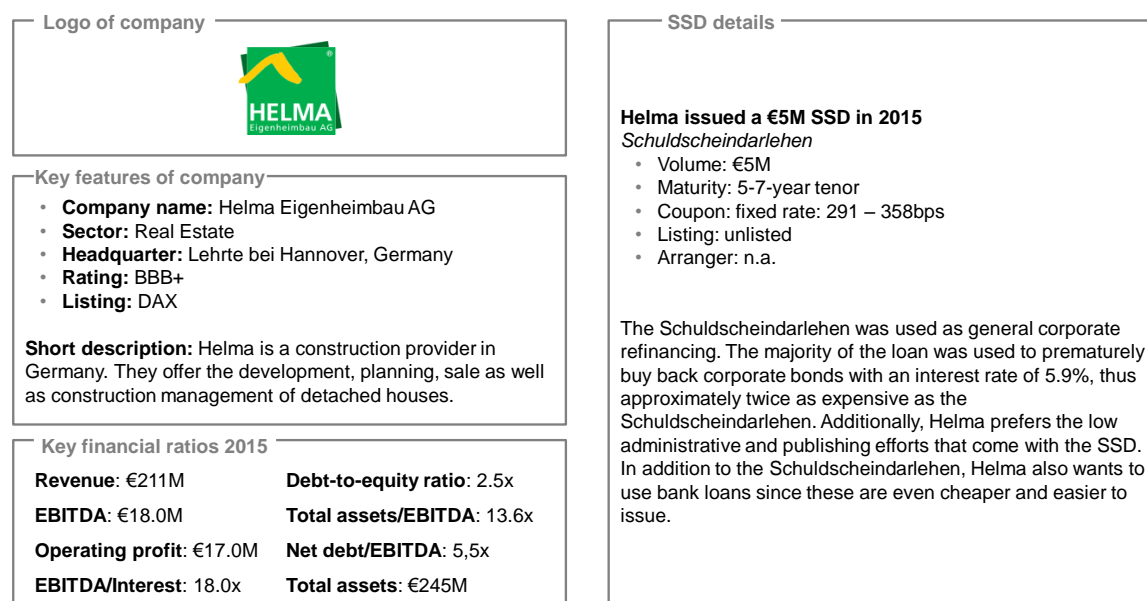 Logo of company
HELMA
Eigenheimbau AG
®
Key features of company
• Company name: Helma Eigenheimbau AG
• Sector: Real Estate
• Headquarter: Lehrte bei Hannover, Germany
• Rating: BBB+
• Listing: DAX
Short description: Helma is a construction provider in
Germany. They offer the development, planning, sale as well
as construction management of detached houses.
Key financial ratios 2015
Revenue: €211M Debt-to-equity ratio: 2.5x
EBITDA: €18.0M Total assets/EBITDA: 13.6x
Operating profit: €17.0M Net debt/EBITDA: 5,5x
EBITDA/Interest: 18.0x Total assets: €245M
SSD details
Helma issued a €5M SSD in 2015
Schuldscheindarlehen
• Volume: €5M
• Maturity: 5-7-year tenor
• Coupon: fixed rate: 291 – 358bps
• Listing: unlisted
• Arranger: n.a.
The Schuldscheindarlehen was used as general corporate
refinancing. The majority of the loan was used to prematurely
buy back corporate bonds with an interest rate of 5.9%, thus
approximately twice as expensive as the
Schuldscheindarlehen. Additionally, Helma prefers the low
administrative and publishing efforts that come with the SSD.
In addition to the Schuldscheindarlehen, Helma also wants to
use bank loans since these are even cheaper and easier to
issue.